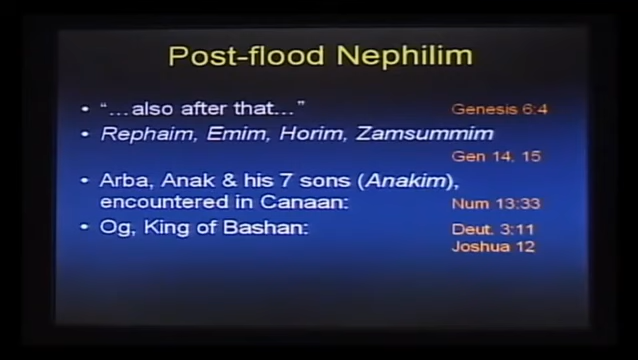 Post-flood Nephilim
• "...also after that..." Genesis 6:4
• Rephaim, Emim, Horim, Zamsummim
Gen 14, 15
• Arba, Anak & his 7 sons (Anakim),
encountered in Canaan: Num 13:33
• Og, King of Bashan: Deut. 3:11
Joshua 12